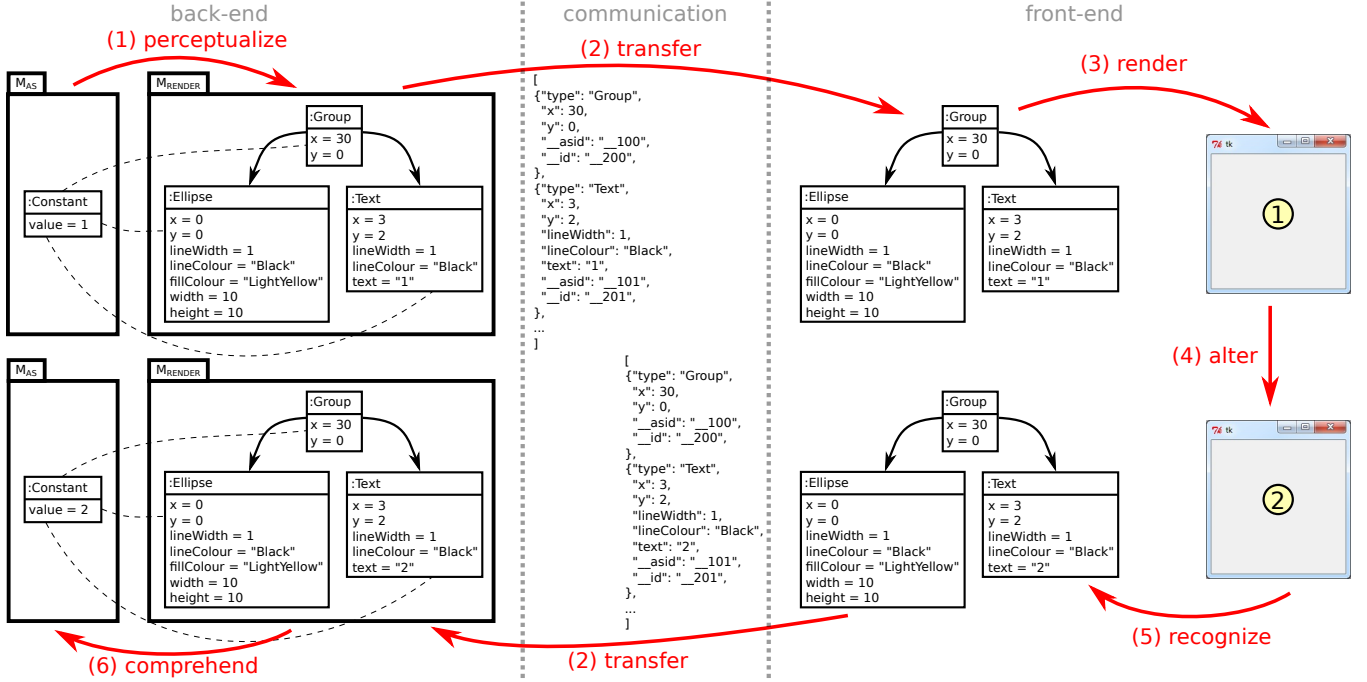 back-end
communication
front-end
(1) perceptualize
(2) transfer
(3) render
M_AS
:Constant
value = 1
M_RENDER
:Group
x = 30
y = 0
:Ellipse
x = 0
y = 0
lineWidth = 1
lineColour = "Black"
fillColour = "LightYellow"
width = 10
height = 10
:Text
x = 3
y = 2
lineWidth = 1
lineColour = "Black"
text = "1"
[
{"type": "Group",
"x": 30,
"y": 0,
"__asid": "__100",
"__id": "__200",
},
{"type": "Text",
"x": 3,
"y": 2,
"lineWidth": 1,
"lineColour": "Black",
"text": "1",
"__asid": "__101",
"__id": "__201",
},
...
]
:Group
x = 30
y = 0
:Ellipse
x = 0
y = 0
lineWidth = 1
lineColour = "Black"
fillColour = "LightYellow"
width = 10
height = 10
:Text
x = 3
y = 2
lineWidth = 1
lineColour = "Black"
text = "1"
tk
1
(4) alter
M_AS
:Constant
value = 2
M_RENDER
:Group
x = 30
y = 0
:Ellipse
x = 0
y = 0
lineWidth = 1
lineColour = "Black"
fillColour = "LightYellow"
width = 10
height = 10
:Text
x = 3
y = 2
lineWidth = 1
lineColour = "Black"
text = "2"
[
{"type": "Group",
"x": 30,
"y": 0,
"__asid": "__100",
"__id": "__200",
},
{"type": "Text",
"x": 3,
"y": 2,
"lineWidth": 1,
"lineColour": "Black",
"text": "2",
"__asid": "__101",
"__id": "__201",
},
...
]
:Group
x = 30
y = 0
:Ellipse
x = 0
y = 0
lineWidth = 1
lineColour = "Black"
fillColour = "LightYellow"
width = 10
height = 10
:Text
x = 3
y = 2
lineWidth = 1
lineColour = "Black"
text = "2"
tk
2
(5) recognize
(2) transfer
(6) comprehend